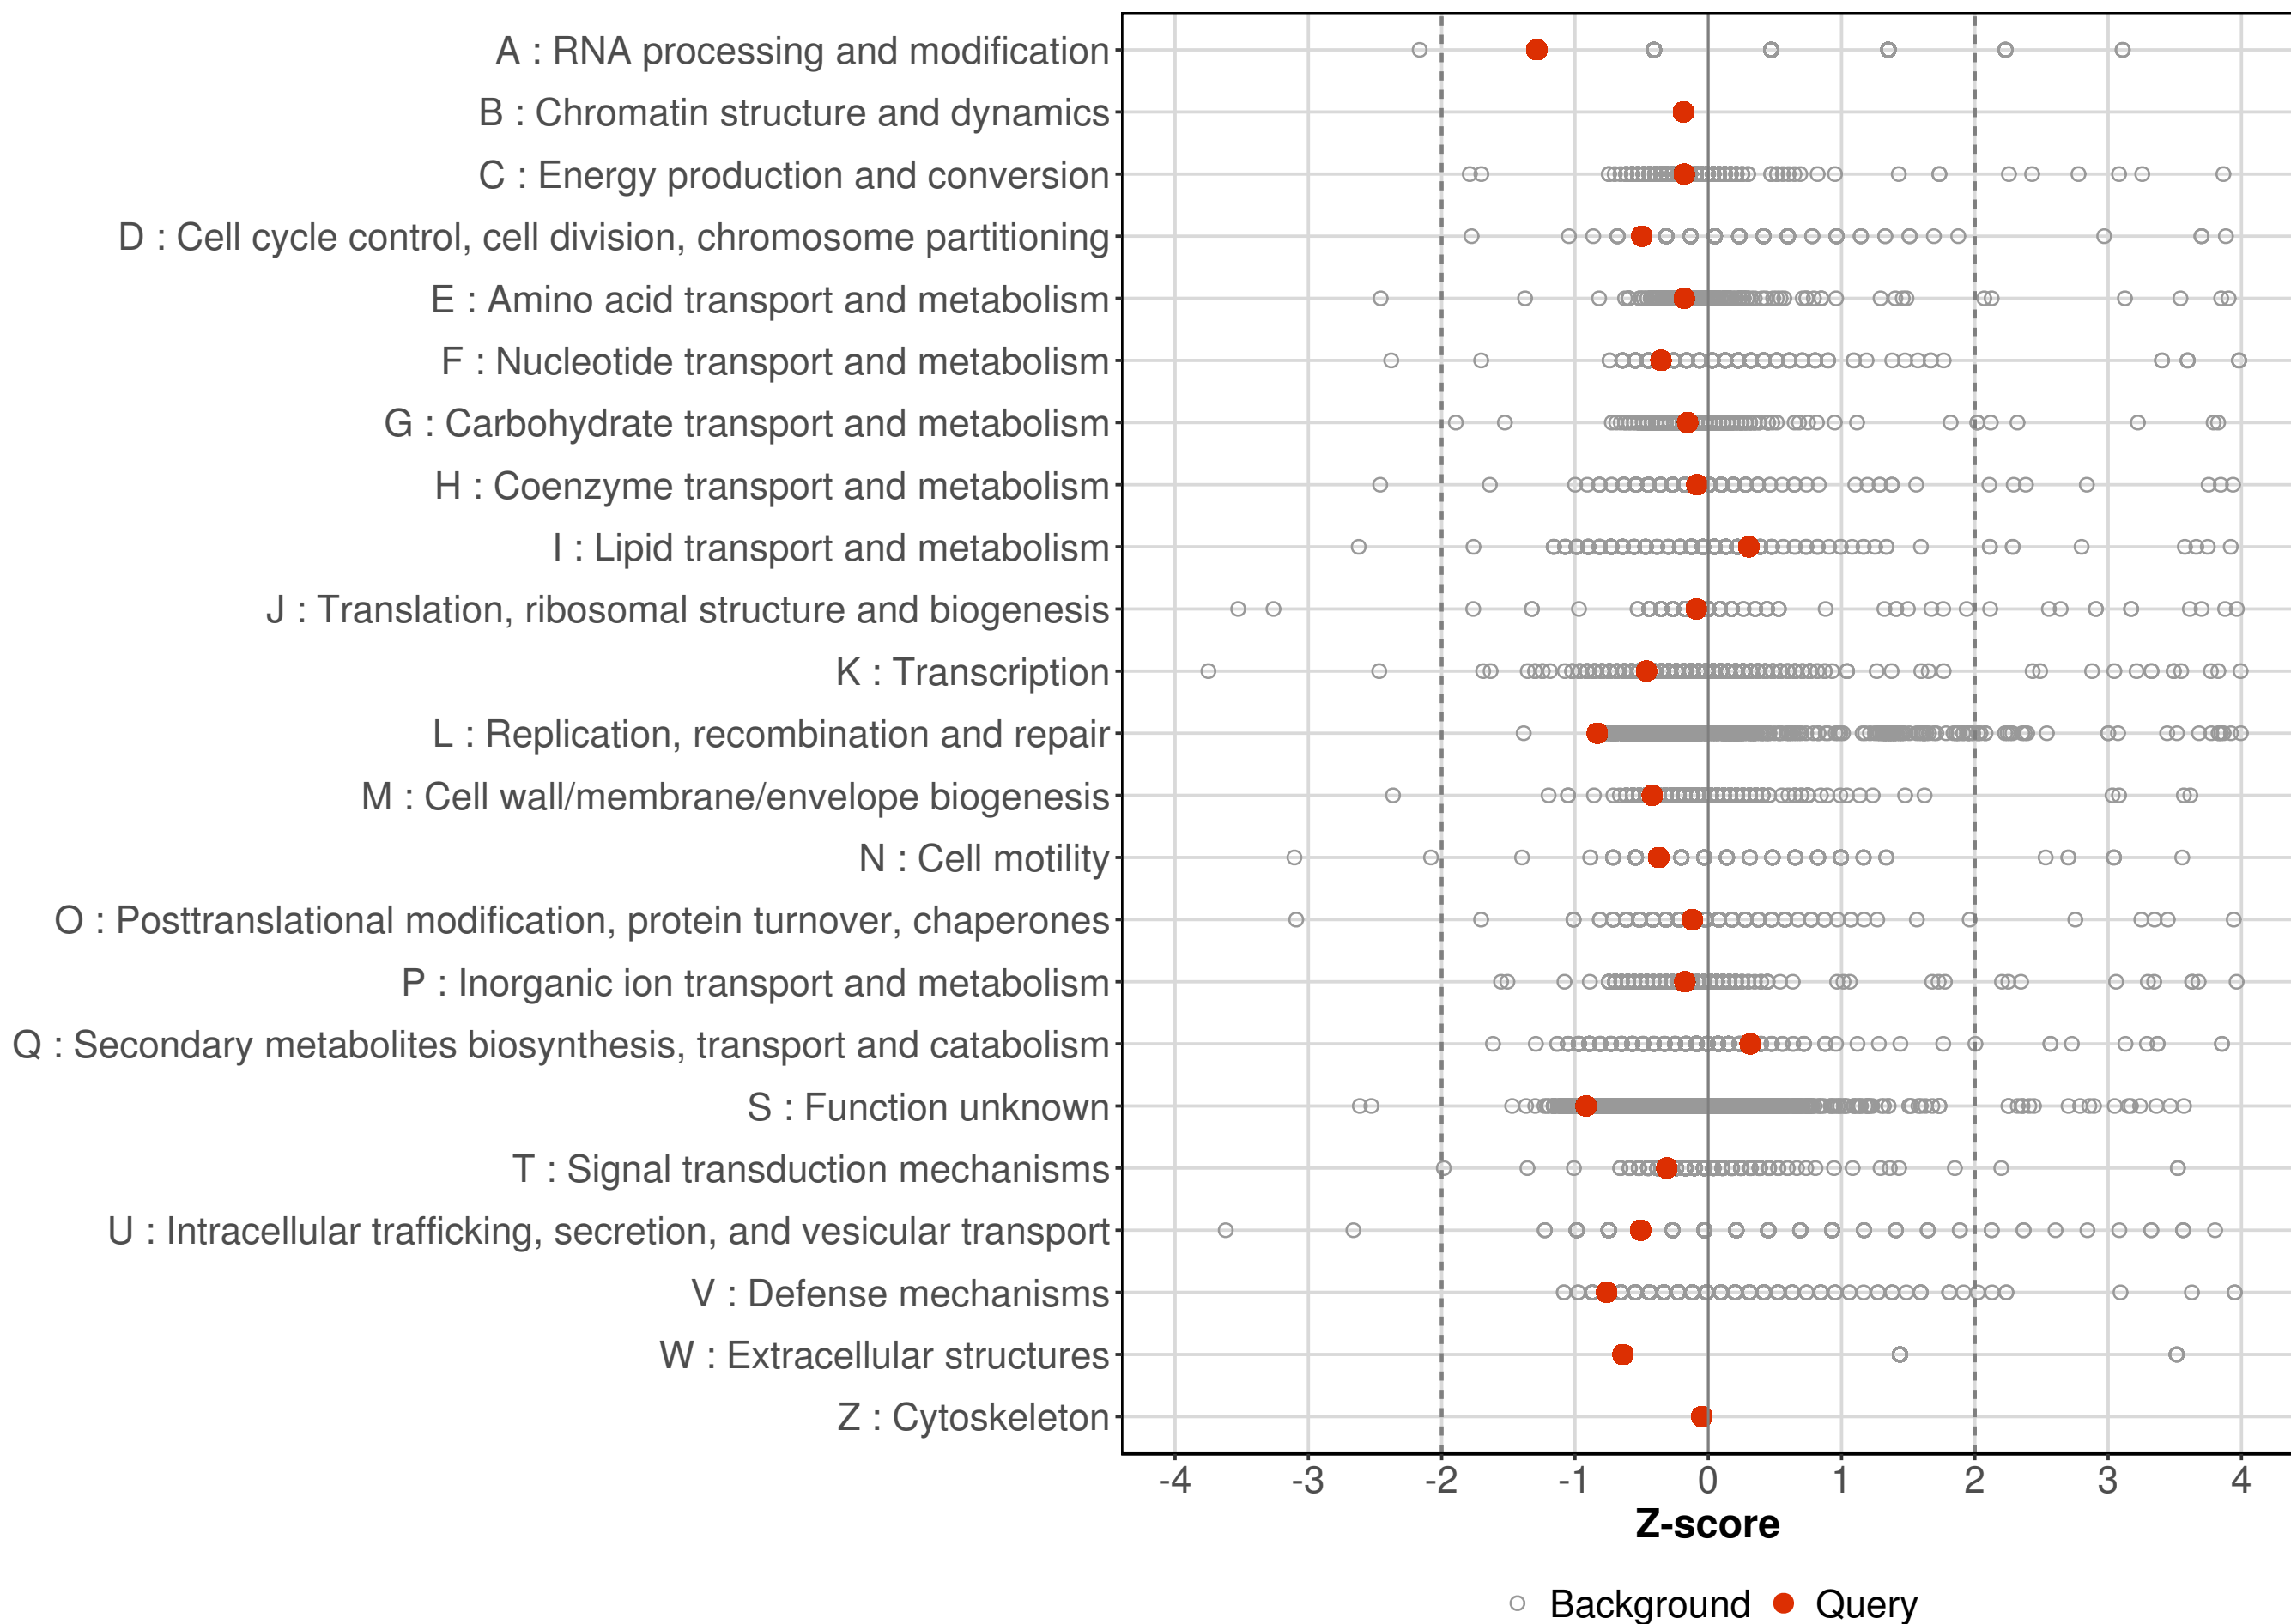 A : RNA processing and modification
B : Chromatin structure and dynamics
C : Energy production and conversion
D : Cell cycle control, cell division, chromosome partitioning
E : Amino acid transport and metabolism
F : Nucleotide transport and metabolism
G : Carbohydrate transport and metabolism
H : Coenzyme transport and metabolism
I : Lipid transport and metabolism
J : Translation, ribosomal structure and biogenesis
K : Transcription
L : Replication, recombination and repair
M : Cell wall/membrane/envelope biogenesis
N : Cell motility
O : Posttranslational modification, protein turnover, chaperones
P : Inorganic ion transport and metabolism
Q : Secondary metabolites biosynthesis, transport and catabolism
S : Function unknown
T : Signal transduction mechanisms
U : Intracellular trafficking, secretion, and vesicular transport
V : Defense mechanisms
W : Extracellular structures
Z : Cytoskeleton
-4 -3 -2 -1 0 1 2 3 4
Z-score
Background Query